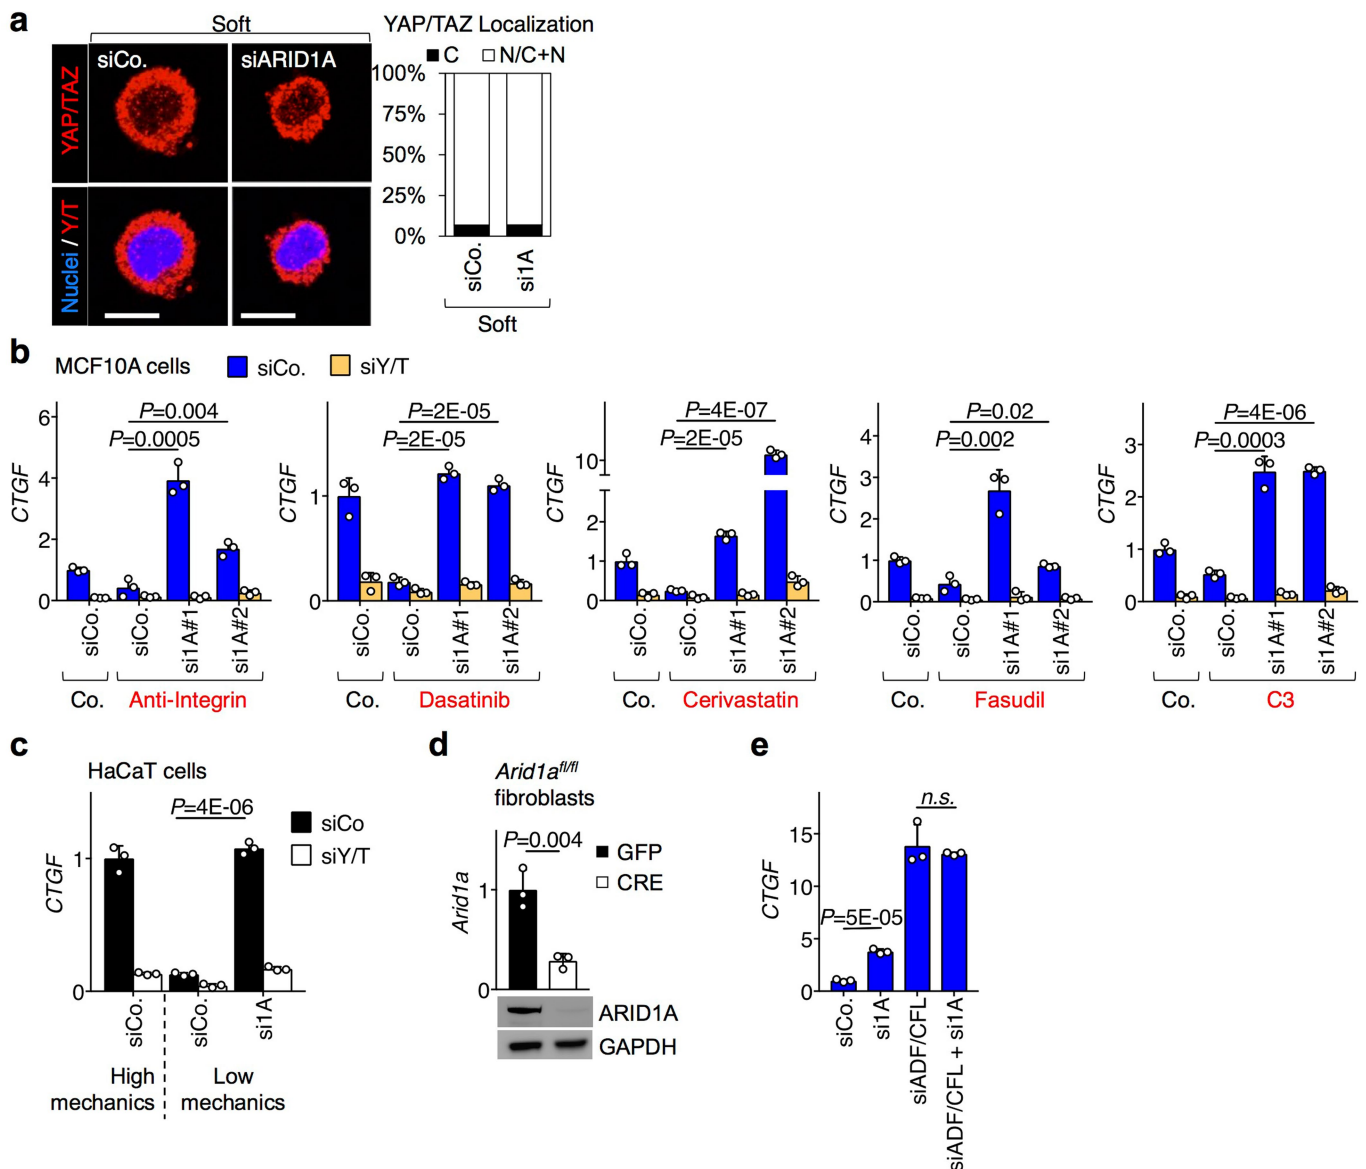 a
Soft
YAP/TAZ Localization
siCo.
siARID1A
C
N/C+N
YAP/TAZ
Nuclei / Y/T
100%
75%
50%
25%
0%
siCo.
si1A
Soft
b
MCF10A cells
siCo.
siY/T
CTGF
6
4
2
0
P=0.004
P=0.0005
siCo.
siCo.
si1A#1
si1A#2
Co.
Anti-Integrin
CTGF
1
0
P=2E-05
P=2E-05
siCo.
siCo.
si1A#1
si1A#2
Co.
Dasatinib
CTGF
10
2
1
0
P=4E-07
P=2E-05
siCo.
siCo.
si1A#1
si1A#2
Co.
Cerivastatin
CTGF
4
3
2
1
0
P=0.02
P=0.002
siCo.
siCo.
si1A#1
si1A#2
Co.
Fasudil
CTGF
3
2
1
0
P=4E-06
P=0.0003
siCo.
siCo.
si1A#1
si1A#2
Co.
C3
c
HaCaT cells
P=4E-06
siCo
siY/T
CTGF
1
0
siCo.
siCo.
si1A
High
mechanics
Low
mechanics
d
Arid1afl/fl
fibroblasts
P=0.004
GFP
CRE
Arid1a
1
0
ARID1A
GAPDH
e
n.s.
P=5E-05
CTGF
15
10
5
0
siCo.
si1A
siADF/CFL
siADF/CFL + si1A